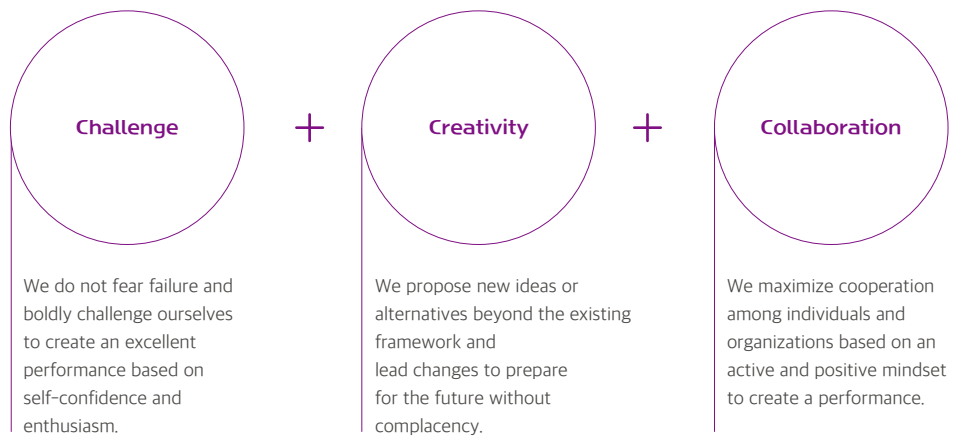 Challenge
+
Creativity
+
Collaboration
We do not fear failure and
boldly challenge ourselves
to create an excellent
performance based on
self-confidence and
enthusiasm.
We propose new ideas or
alternatives beyond the existing
framework and
lead changes to prepare
for the future without
complacency.
We maximize cooperation
among individuals and
organizations based on an
active and positive mindset
to create a performance.